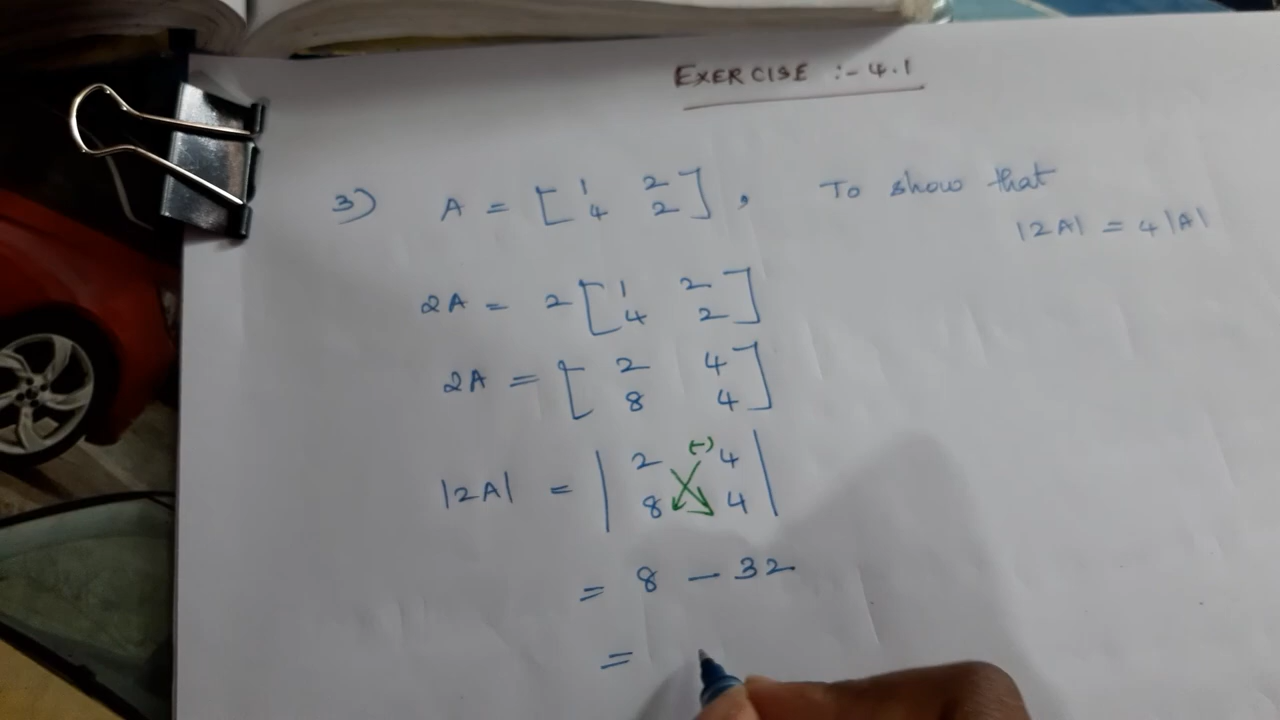 EXERCISE :- 4.1
3) A = [ 1 2 , To show that
4 2 ]
|2A| = 4|A|
2A = 2 [ 1 2
4 2 ]
2A = [ 2 4
8 4 ]
|2A| = | 2 (-) 4 |
8 4
= 8 - 32
=